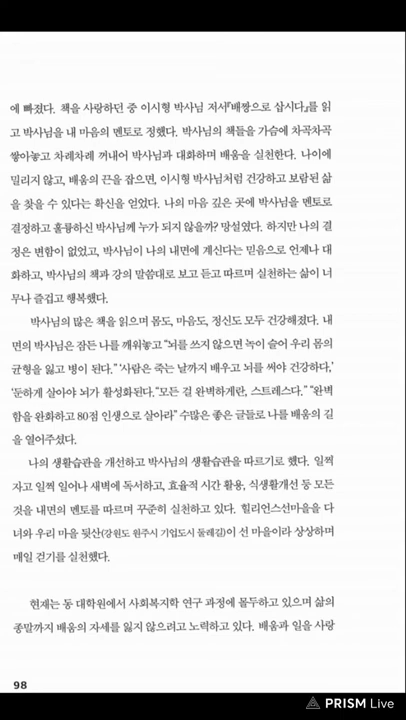 에 빠졌다. 책을 사랑하던 중 이시형 박사님 저서『배짱으로 삽시다』를 읽
고 박사님을 내 마음의 멘토로 정했다. 박사님의 책들을 가슴에 차곡차곡
쌓아놓고 차례차례 꺼내어 박사님과 대화하며 배움을 실천한다. 나이에
밀리지 않고, 배움의 끈을 잡으면, 이시형 박사님처럼 건강하고 보람된 삶
을 찾을 수 있다는 확신을 얻었다. 나의 마음 깊은 곳에 박사님을 멘토로
결정하고 훌륭하신 박사님께 누가 되지 않을까? 망설였다. 하지만 나의 결
정은 변함이 없었고, 박사님이 나의 내면에 계신다는 믿음으로 언제나 대
화하고, 박사님의 책과 강의 말씀대로 보고 듣고 따르며 실천하는 삶이 너
무나 즐겁고 행복했다.
박사님의 많은 책을 읽으며 몸도, 마음도, 정신도 모두 건강해졌다. 내
면의 박사님은 잠든 나를 깨워놓고 “뇌를 쓰지 않으면 녹이 슬어 우리 몸의
균형을 잃고 병이 된다.” ‘사람은 죽는 날까지 배우고 뇌를 써야 건강하다,’
‘둔하게 살아야 뇌가 활성화된다.“모든 걸 완벽하게란, 스트레스다.” “완벽
함을 완화하고 80점 인생으로 살아라” 수많은 좋은 글들로 나를 배움의 길
을 열어주셨다.
나의 생활습관을 개선하고 박사님의 생활습관을 따르기로 했다. 일찍
자고 일찍 일어나 새벽에 독서하고, 효율적 시간 활용, 식생활개선 등 모든
것을 내면의 멘토를 따르며 꾸준히 실천하고 있다. 힐리언스선마을을 다
녀와 우리 마을 뒷산(강원도 원주시 기업도시 둘레길)이 선 마을이라 상상하며
매일 걷기를 실천했다.
현재는 동 대학원에서 사회복지학 연구 과정에 몰두하고 있으며 삶의
종말까지 배움의 자세를 잃지 않으려고 노력하고 있다. 배움과 일을 사랑
98
PRISM Live